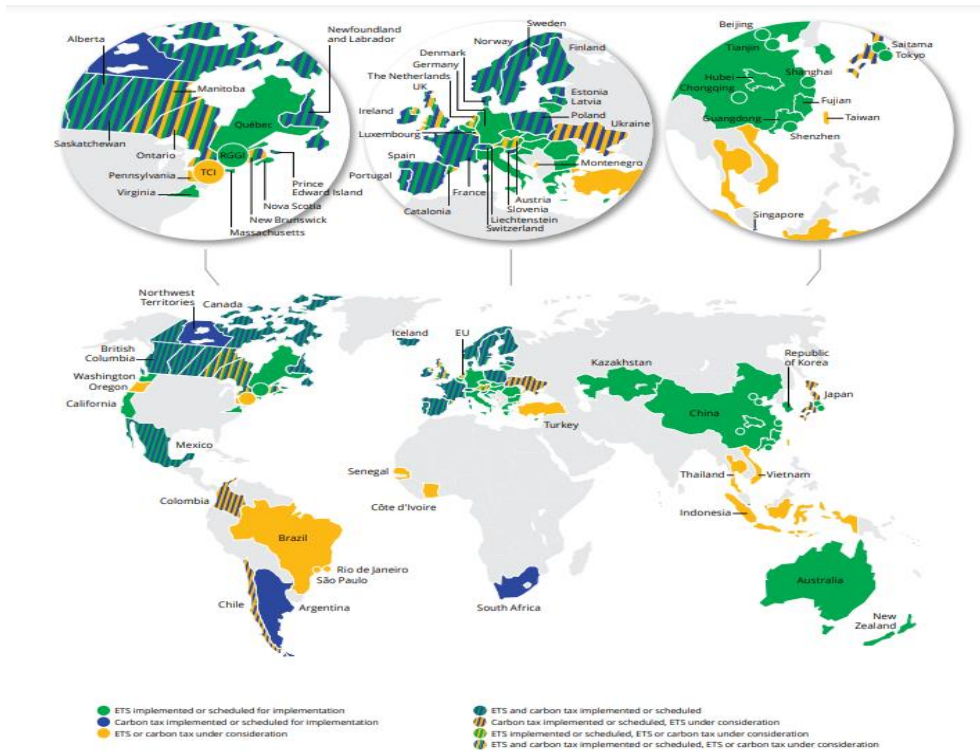 Alberta
Newfoundland
and Labrador
Manitoba
Québec
Saskatchewan
Ontario
RGGI
TCI
Pennsylvania
Virginia
Prince
Edward Island
Nova Scotia
New Brunswick
Massachusetts
Sweden
Norway
Finland
Denmark
Germany
The Netherlands
UK
Ireland
Estonia
Latvia
Poland
Ukraine
Luxembourg
Spain
Portugal
Montenegro
France
Catalonia
Austria
Slovenia
Liechtenstein
Switzerland
Beijing
Tianjin
Saitama
Tokyo
Hubei
Chongqing
Shanghai
Fujian
Guangdong
Taiwan
Shenzhen
Singapore
Northwest
Territories
Canada
British
Columbia
Washington
Oregon
California
Mexico
Iceland
EU
Kazakhstan
Republic
of Korea
China
Japan
Turkey
Senegal
Côte d'Ivoire
Thailand
Vietnam
Indonesia
Colombia
Brazil
Rio de Janeiro
São Paulo
Chile
Argentina
South Africa
Australia
New
Zealand
ETS implemented or scheduled for implementation
Carbon tax implemented or scheduled for implementation
ETS or carbon tax under consideration
ETS and carbon tax implemented or scheduled
Carbon tax implemented or scheduled, ETS under consideration
ETS implemented or scheduled, ETS or carbon tax under consideration
ETS and carbon tax implemented or scheduled, ETS or carbon tax under consideration